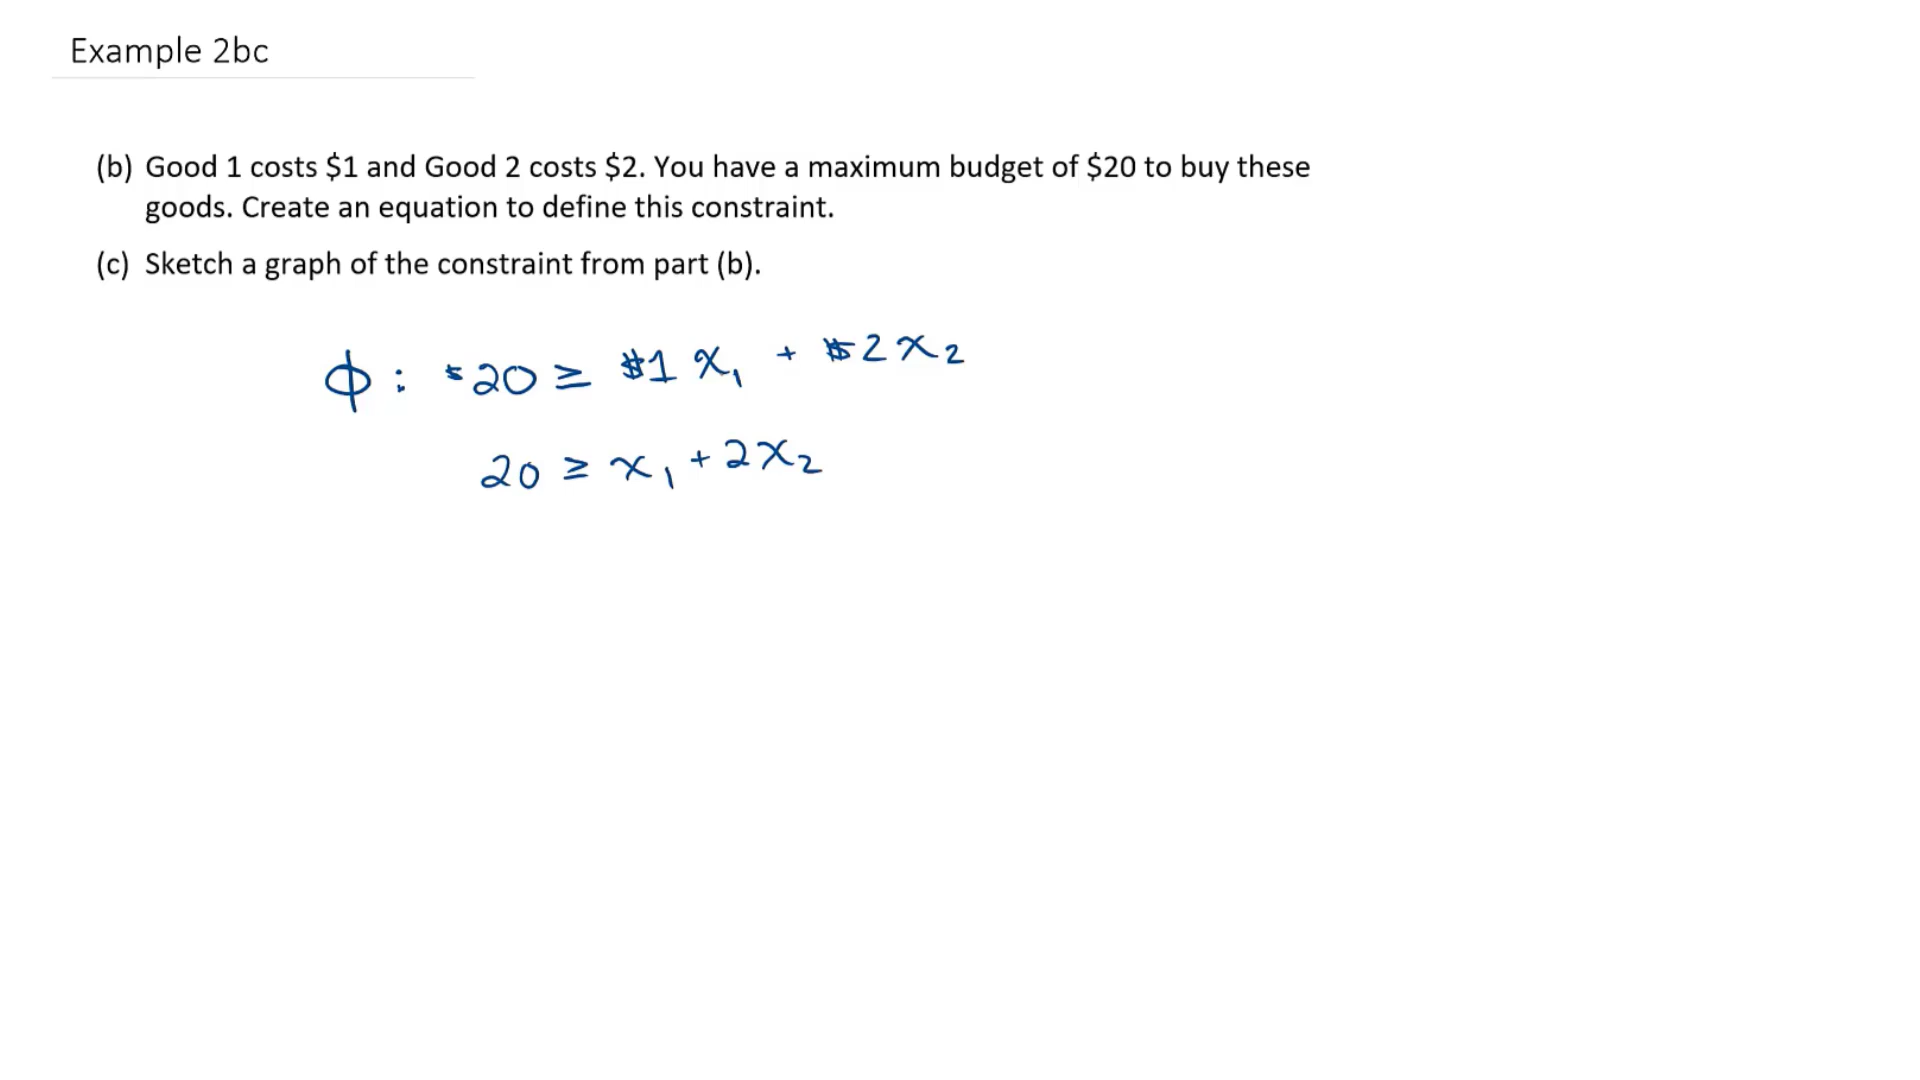 Example 2bc
(b) Good 1 costs $1 and Good 2 costs $2. You have a maximum budget of $20 to buy these
goods. Create an equation to define this constraint.
(c) Sketch a graph of the constraint from part (b).
ϕ: $20 ≥ $1 x₁ + $2x₂
20 ≥ x₁ + 2x₂